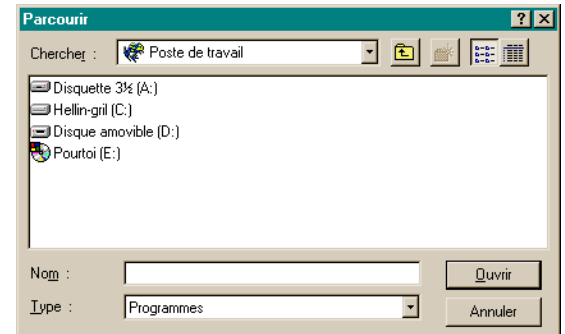 Parcourir
Chercher : Poste de travail
Disquette 3½ (A:)
Hellin-gril (C:)
Disque amovible (D:)
Pourtoi (E:)
Nom : Ouvrir
Type : Programmes Annuler